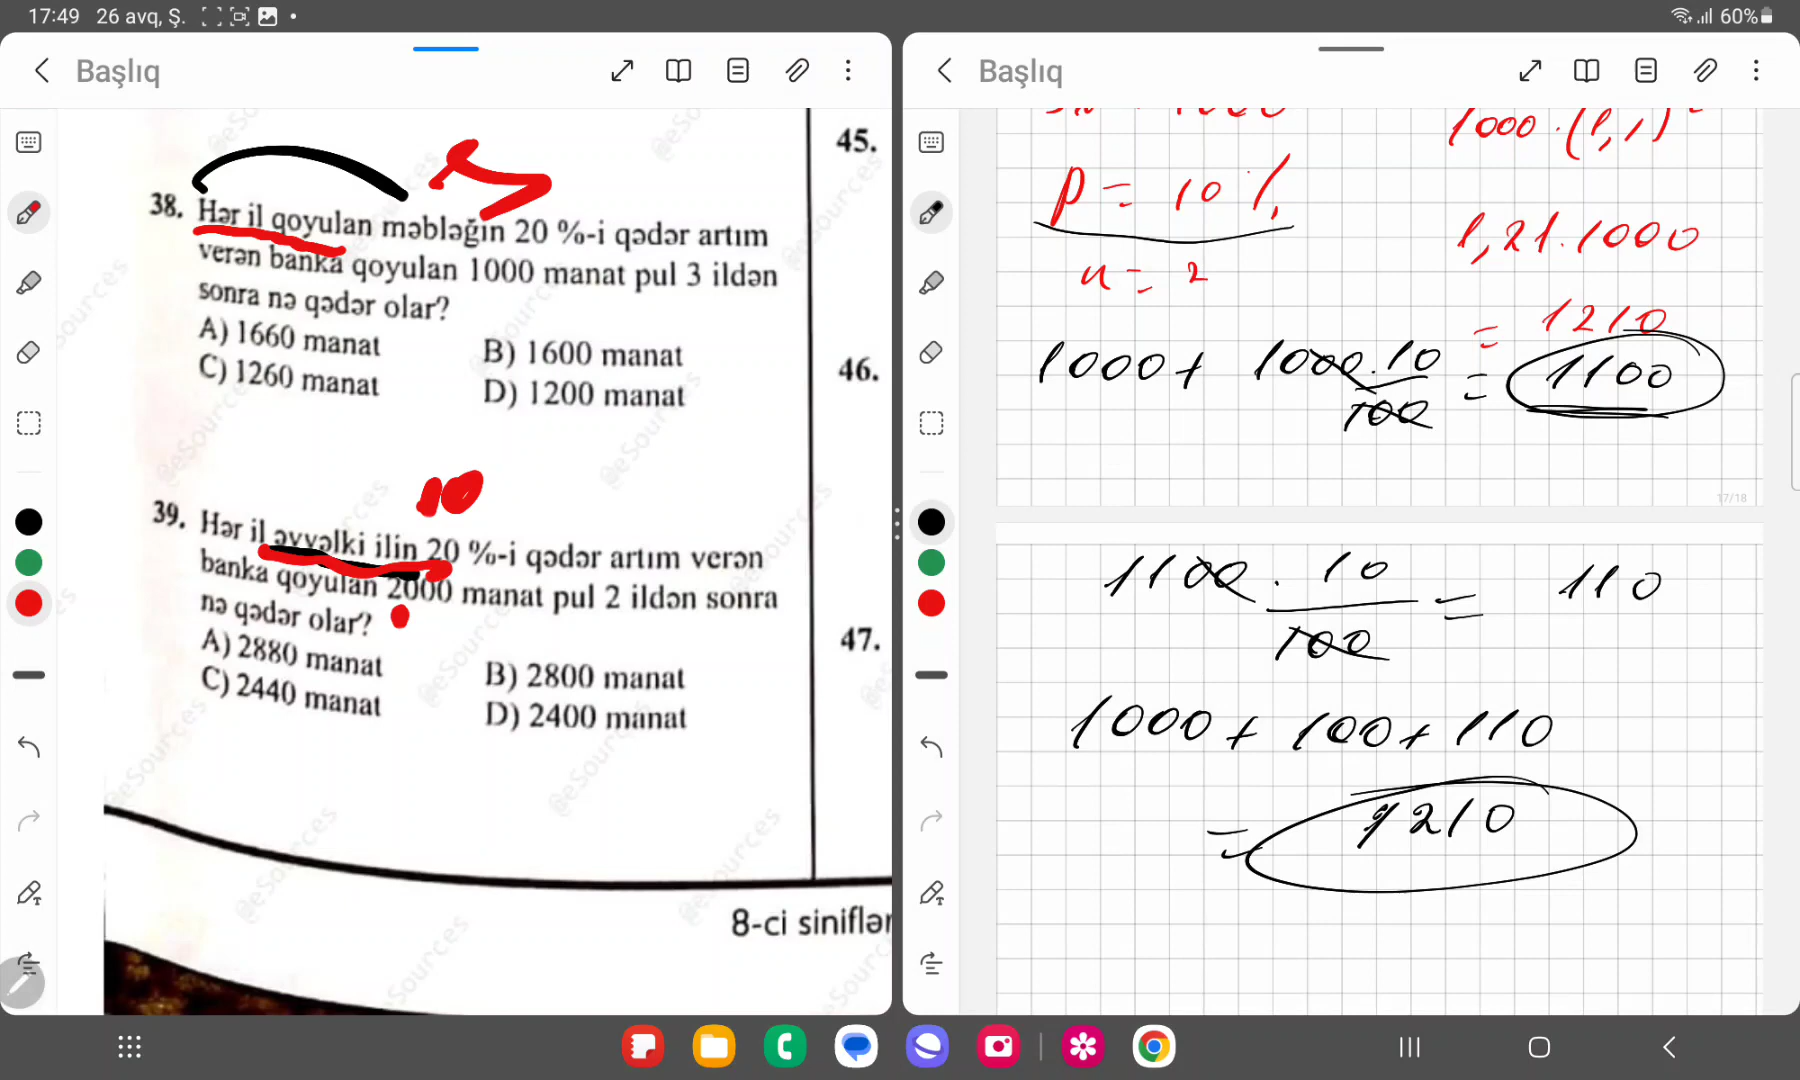 17:49 26 avq, Ş.
60%
Başlıq
45.
38. Hər il qoyulan məbləğin 20 %-i qədər artım
verən banka qoyulan 1000 manat pul 3 ildən
sonra nə qədər olar?
A) 1660 manat B) 1600 manat
C) 1260 manat D) 1200 manat
46.
10
39. Hər il əvvəlki ilin 20 %-i qədər artım verən
banka qoyulan 2000 manat pul 2 ildən sonra
nə qədər olar?
A) 2880 manat B) 2800 manat
C) 2440 manat D) 2400 manat
47.
8-ci siniflər
@eSources
Başlıq
1000 · (1,1)
p = 10 %
1,21 · 1000
n = 2
= 1210
1000 + 1000 · 10 / 100 = 1100
17/18
1100 · 10 / 100 = 110
1000 + 100 + 110
= 1210